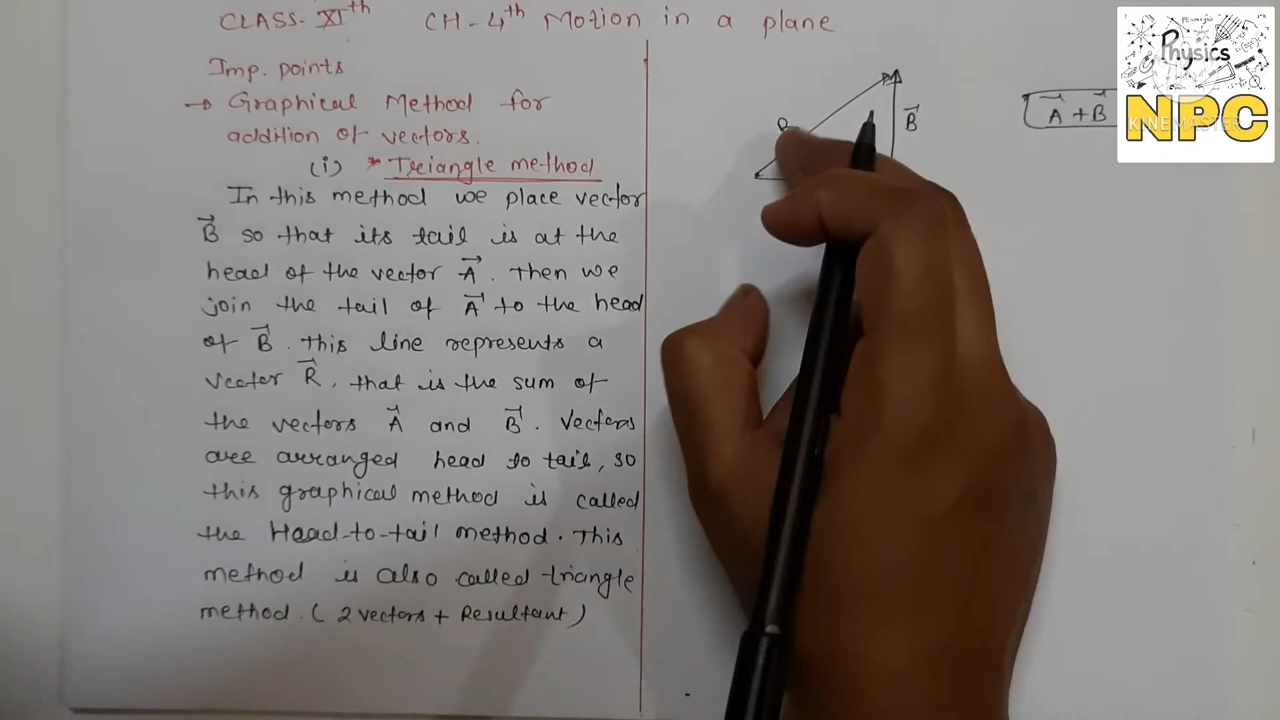 CLASS-XIth CH-4th Motion in a plane
Imp. points
→ Graphical Method for
addition of vectors.
(i) * Triangle method
In this method we place vector
B⃗ so that its tail is at the
head of the vector A⃗. Then we
join the tail of A⃗ to the head
of B⃗. This line represents a
vector R⃗, that is the sum of
the vectors A⃗ and B⃗. Vectors
are arranged head to tail, so
this graphical method is called
the Head-to-tail method. This
method is also called triangle
method. (2 vectors + Resultant)
R
B⃗
A⃗ + B⃗
Physics
NPC
KINEMASTER